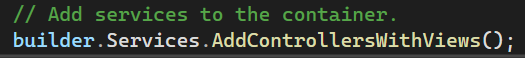 // Add services to the container.
builder.Services.AddControllersWithViews();